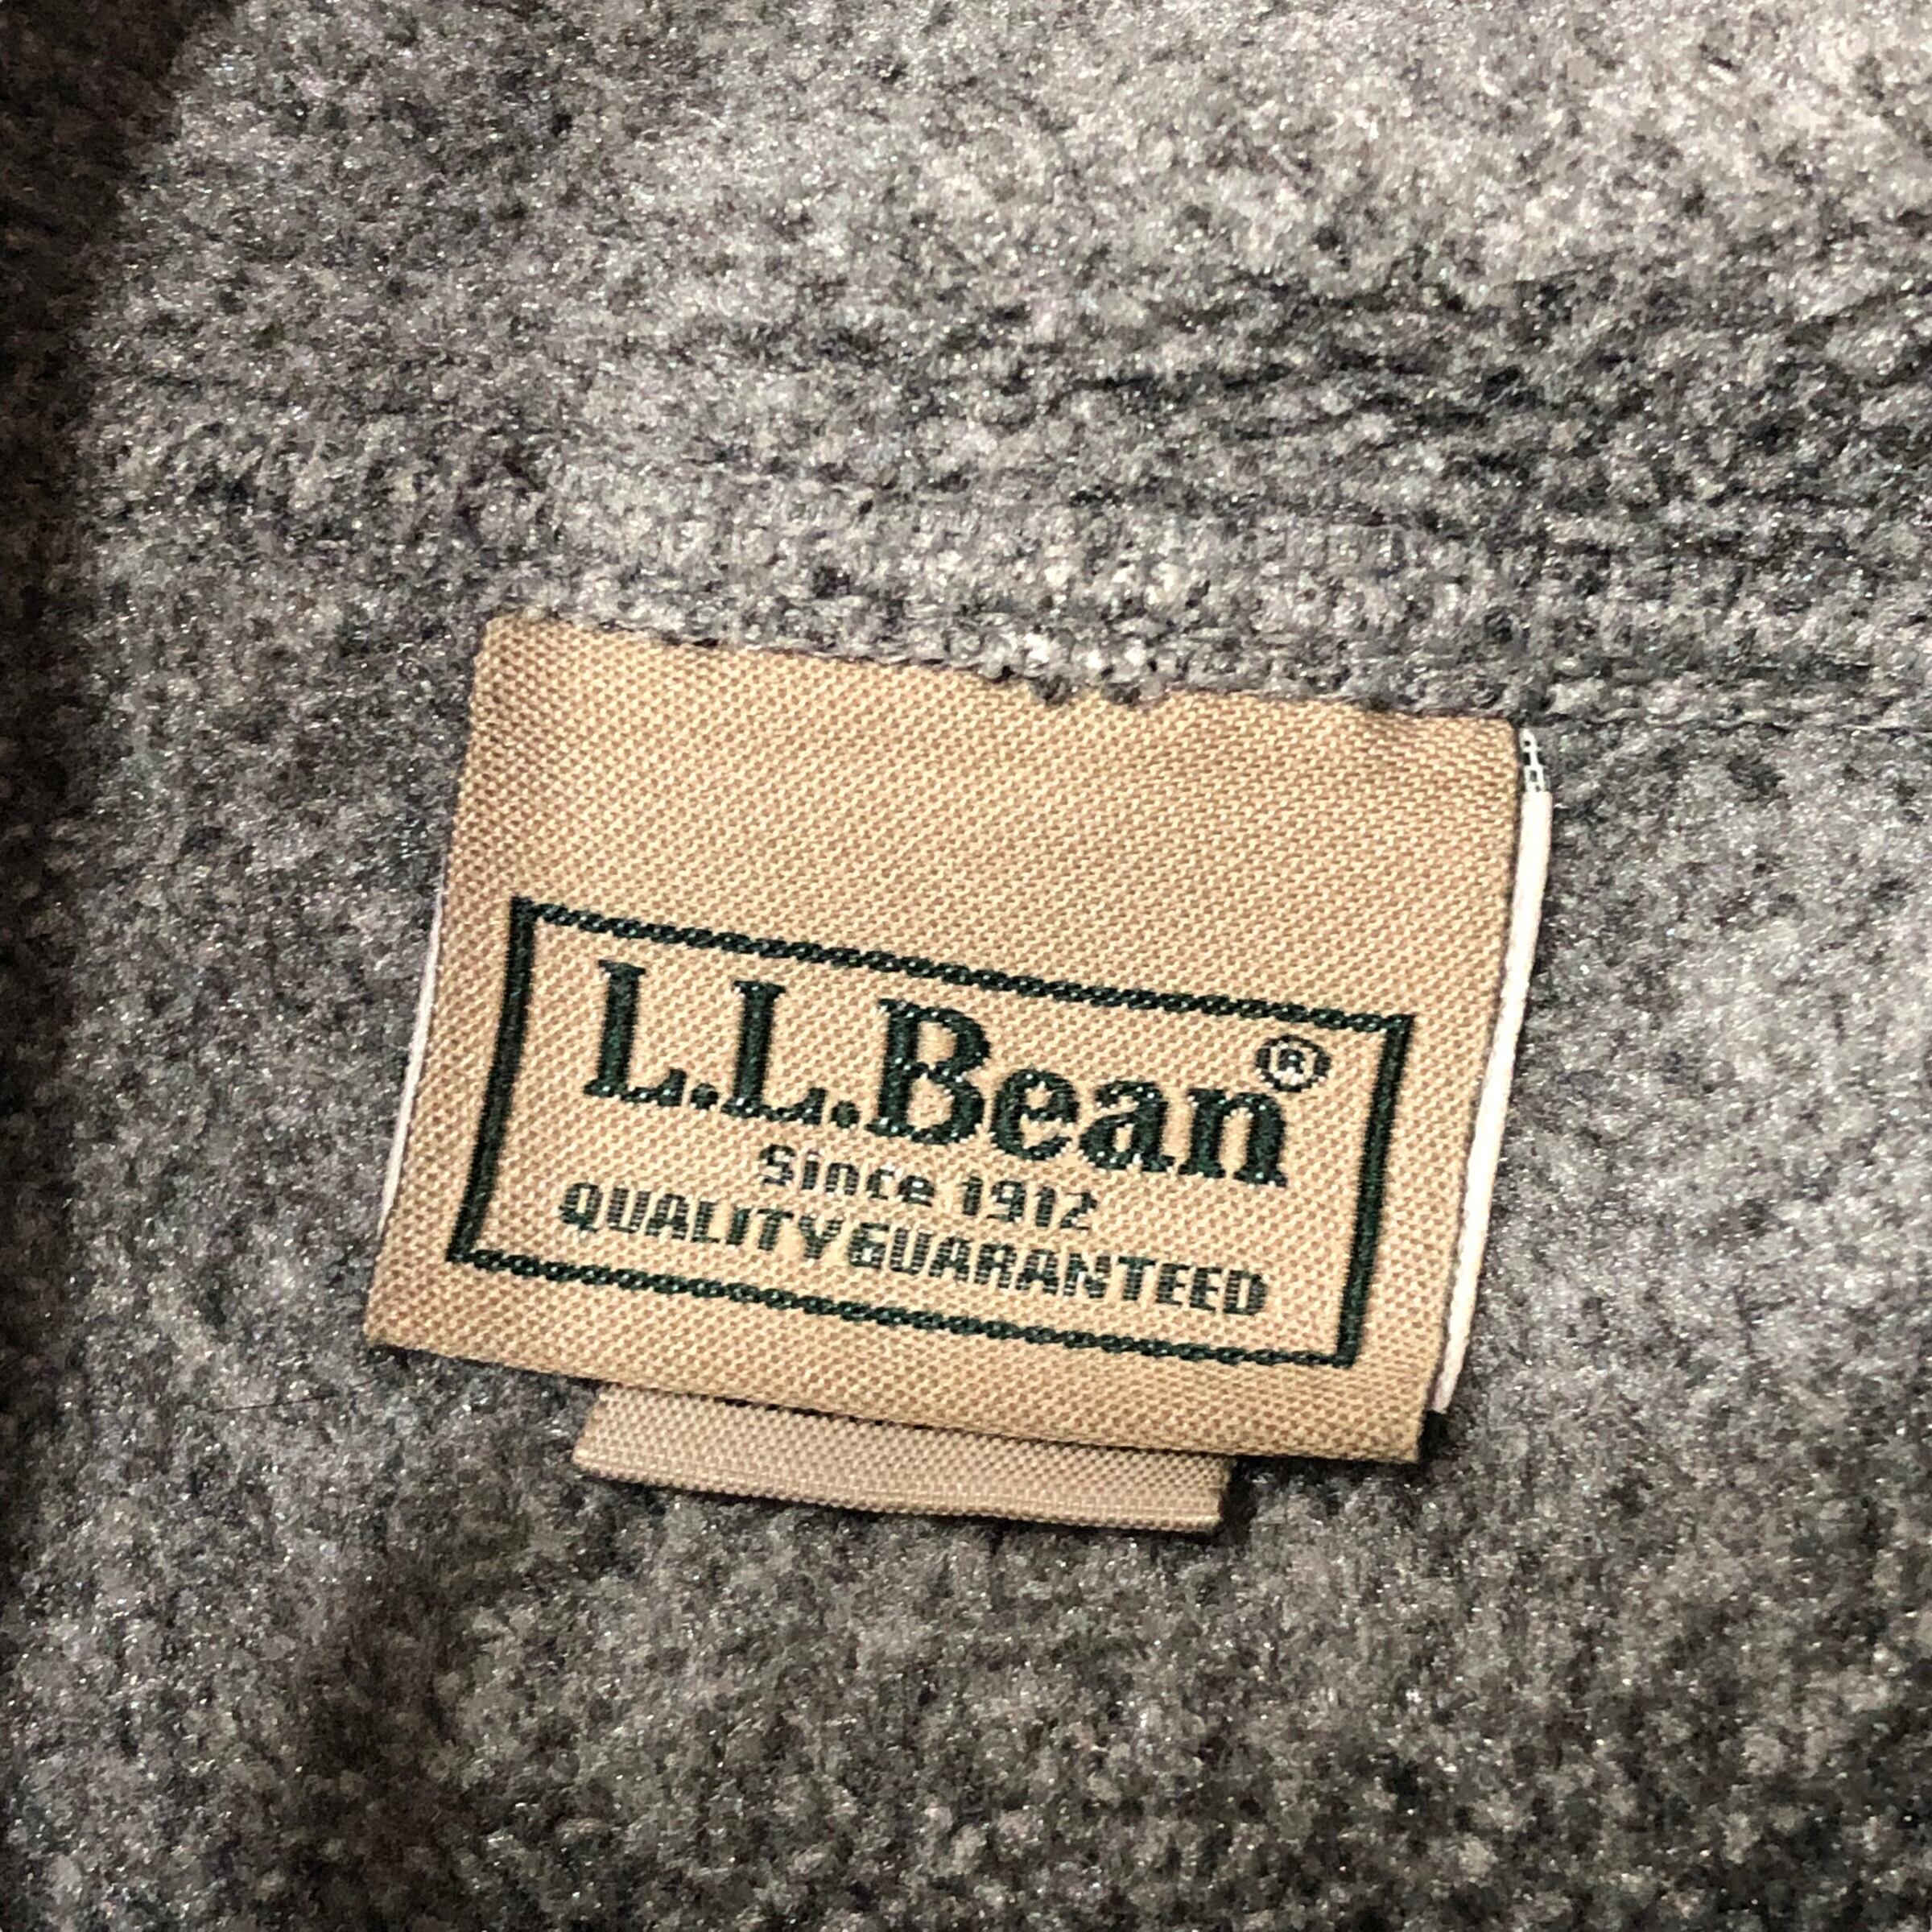 L.L.Bean®
Since 1912
QUALITY GUARANTEED